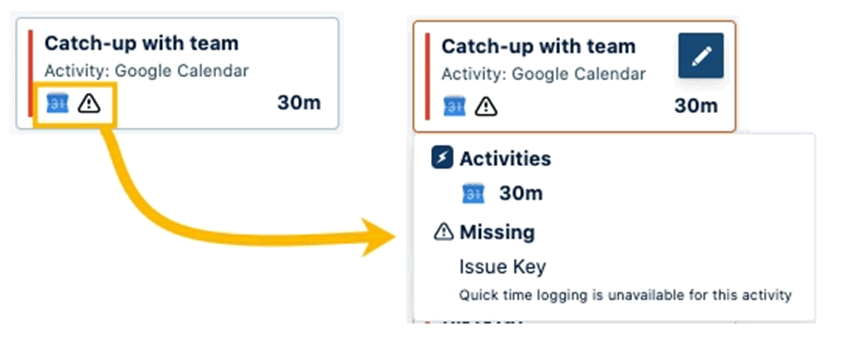 Catch-up with team
Activity: Google Calendar
31
30m
Catch-up with team
Activity: Google Calendar
31
30m
Activities
31 30m
Missing
Issue Key
Quick time logging is unavailable for this activity